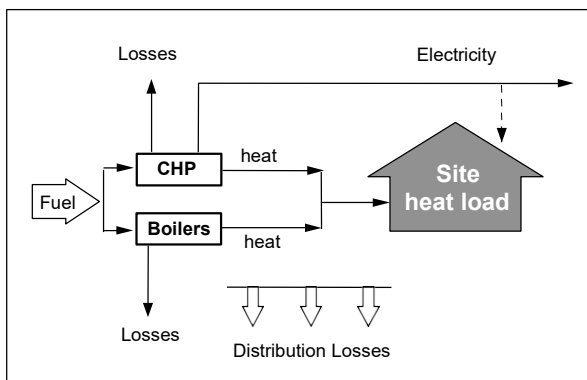 Losses
Electricity
CHP
heat
Site
heat load
Fuel
Boilers
heat
Losses
Distribution Losses